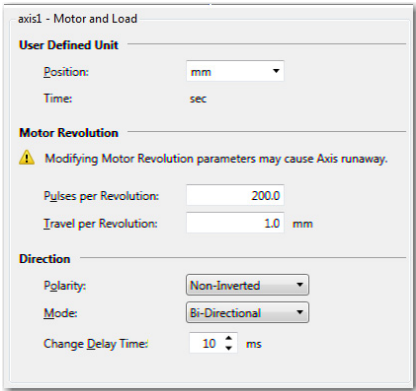 axis1 - Motor and Load
User Defined Unit
Position: mm
Time: sec
Motor Revolution
Modifying Motor Revolution parameters may cause Axis runaway.
Pulses per Revolution: 200.0
Travel per Revolution: 1.0 mm
Direction
Polarity: Non-Inverted
Mode: Bi-Directional
Change Delay Time: 10 ms